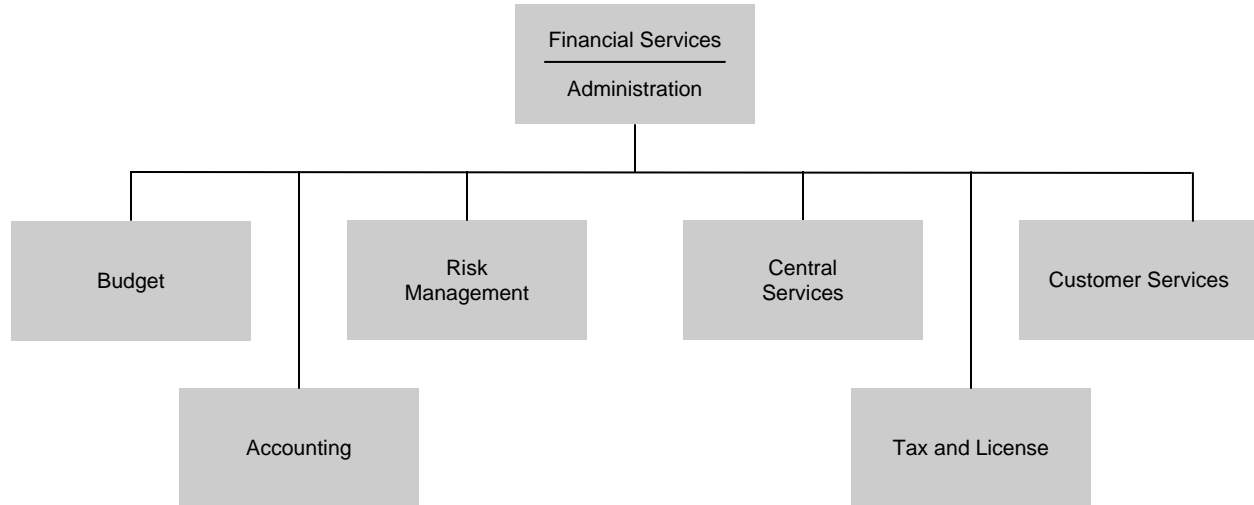 Financial Services
Administration
Budget
Risk
Management
Central
Services
Customer Services
Accounting
Tax and License